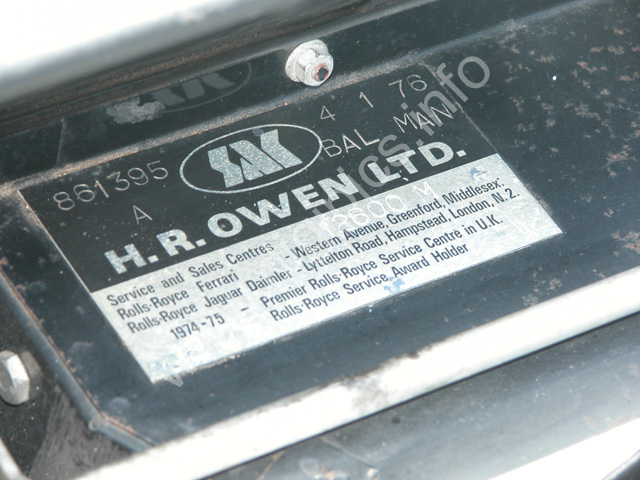 861395 SAK 4 1 76
A BAL MAN
H.R.OWEN LTD.
12600 M
Service and Sales Centres
Rolls-Royce Ferrari - Western Avenue, Greenford, Middlesex.
Rolls-Royce Jaguar Daimler - Lyttelton Road, Hampstead, London, N.2.
1974-75 - Premier Rolls-Royce Service Centre in U.K.
Rolls-Royce Service Award Holder